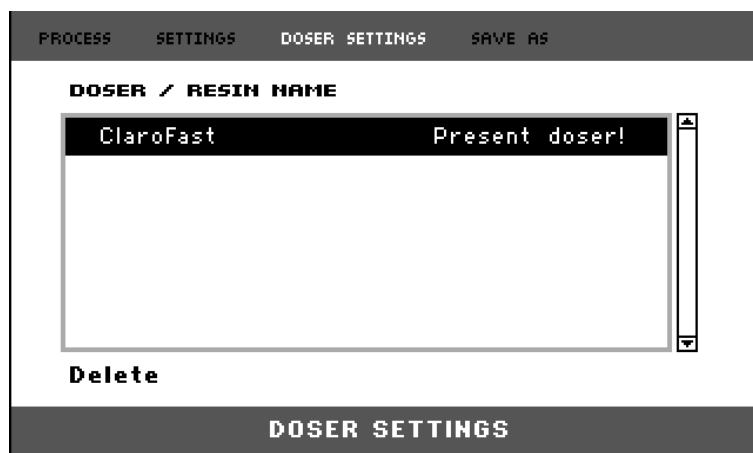 PROCESS SETTINGS DOSER SETTINGS SAVE AS
DOSER / RESIN NAME
ClaroFast Present doser!
Delete
DOSER SETTINGS